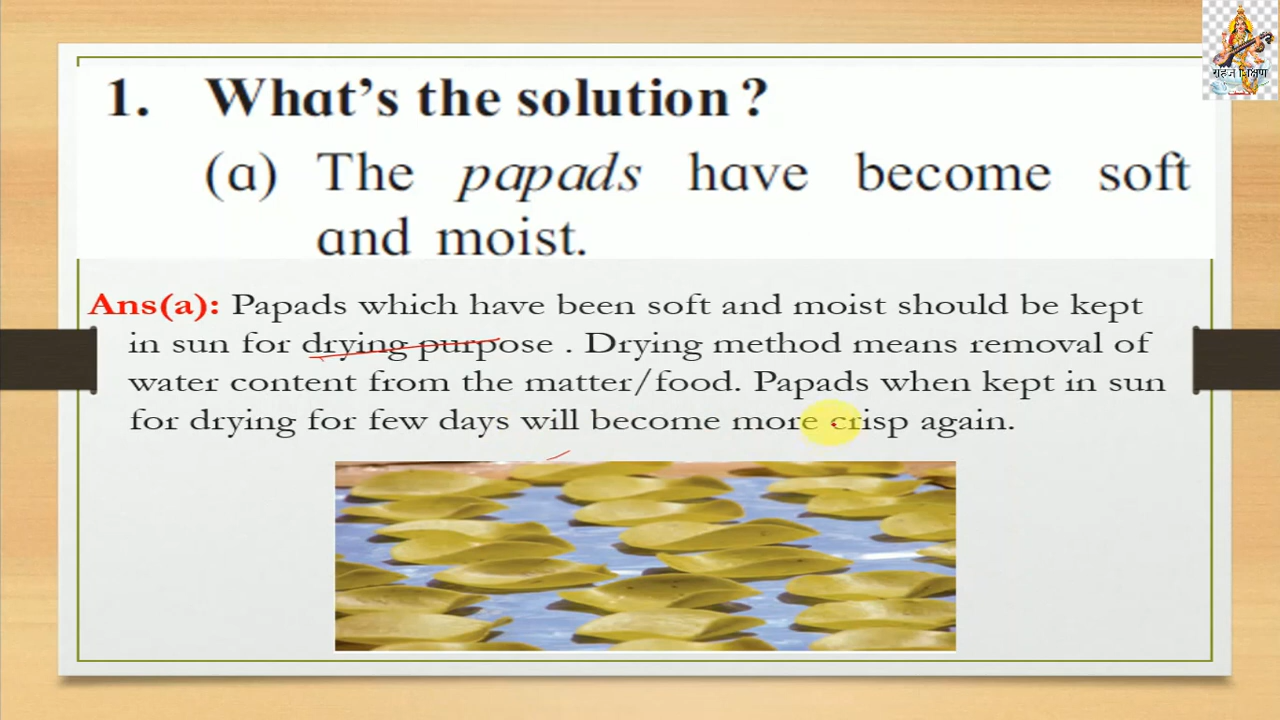 राहज शिक्षण
1. What's the solution ?
(a) The papads have become soft
and moist.
Ans(a): Papads which have been soft and moist should be kept
in sun for drying purpose . Drying method means removal of
water content from the matter/food. Papads when kept in sun
for drying for few days will become more crisp again.